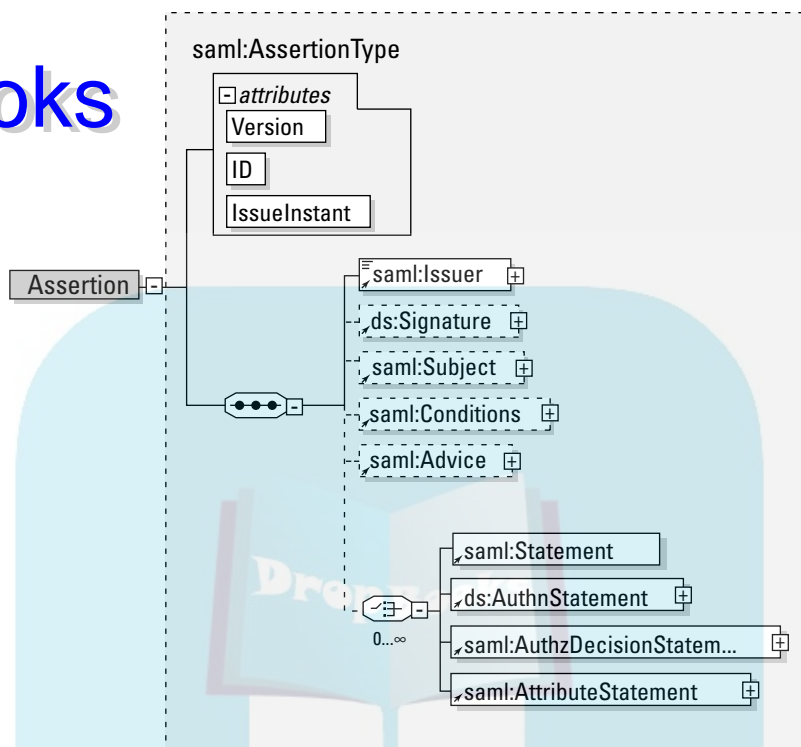 saml:AssertionType
oks
attributes
Version
ID
IssueInstant
Assertion
saml:Issuer
ds:Signature
saml:Subject
saml:Conditions
saml:Advice
saml:Statement
ds:AuthnStatement
0...∞
saml:AuthzDecisionStatem...
saml:AttributeStatement